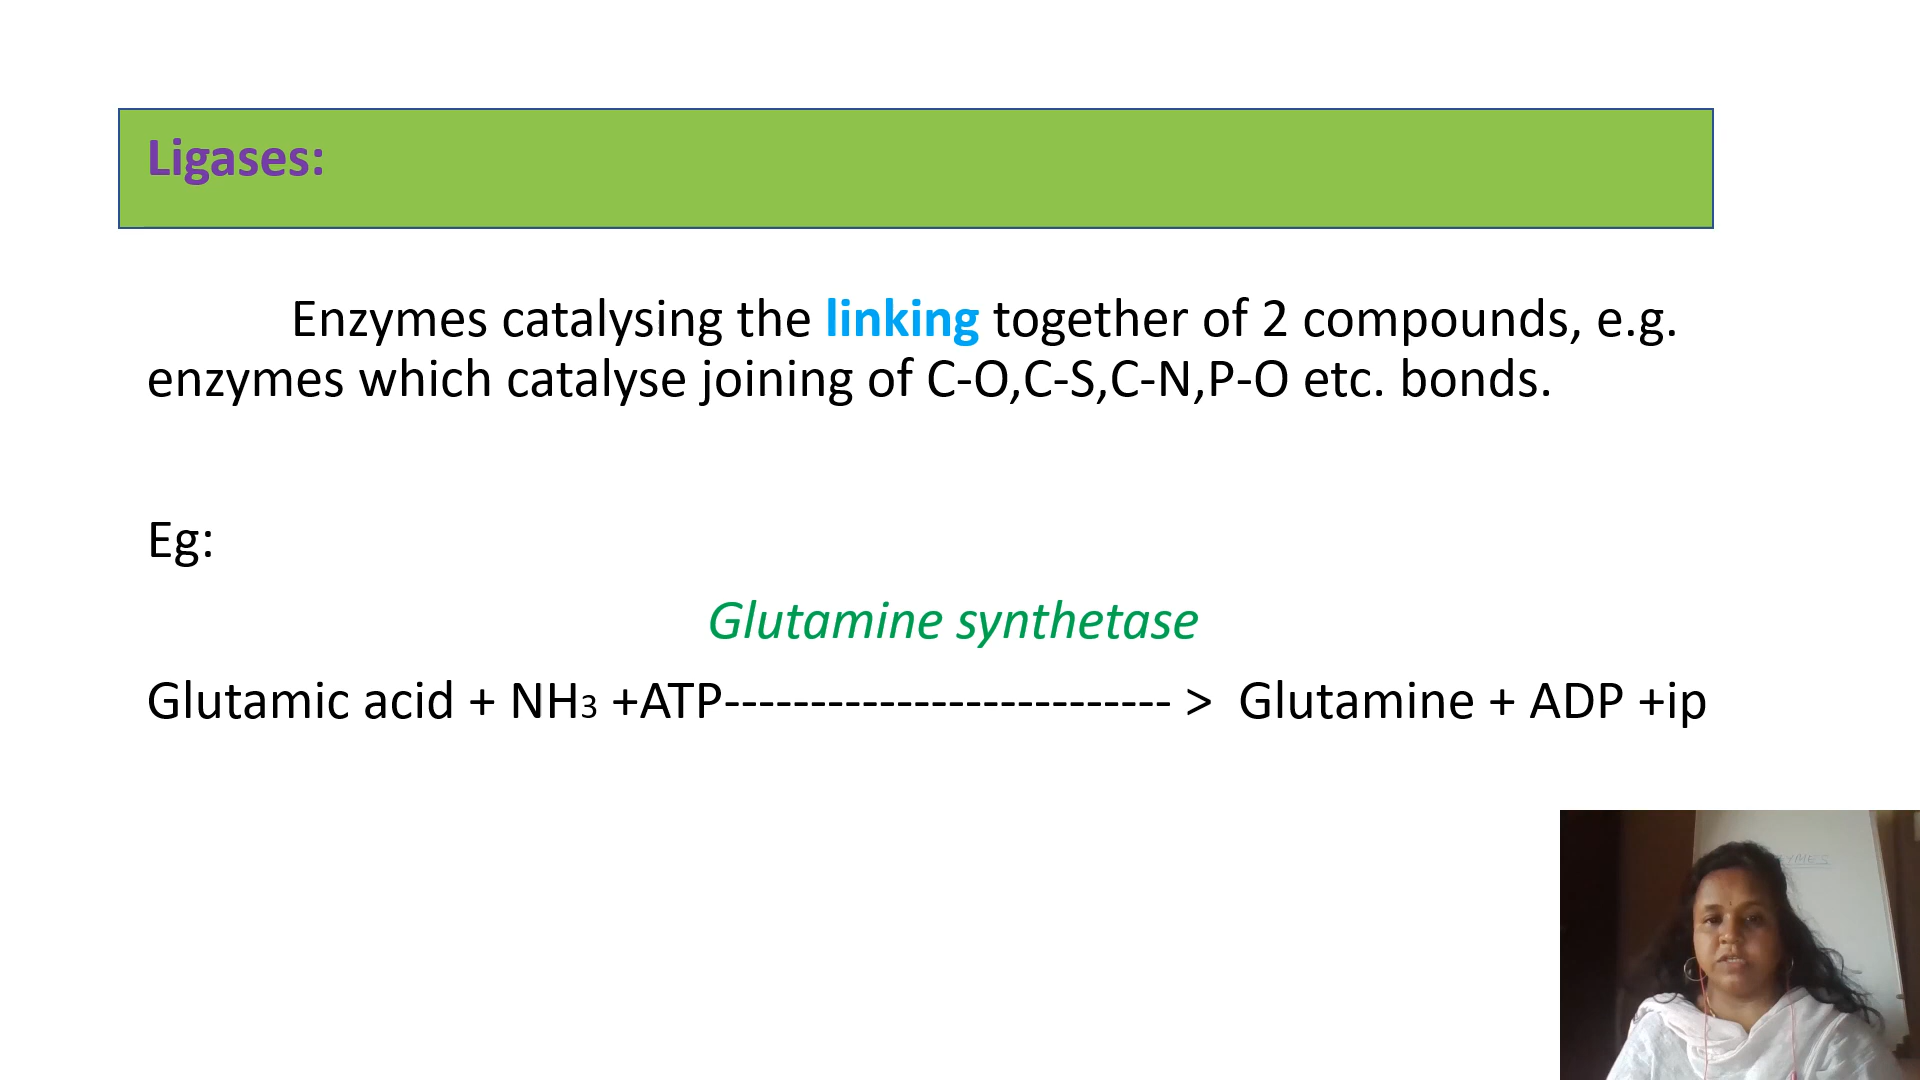 Ligases:
Enzymes catalysing the linking together of 2 compounds, e.g.
enzymes which catalyse joining of C-O,C-S,C-N,P-O etc. bonds.
Eg:
Glutamine synthetase
Glutamic acid + NH3 +ATP-------------------------- > Glutamine + ADP +ip